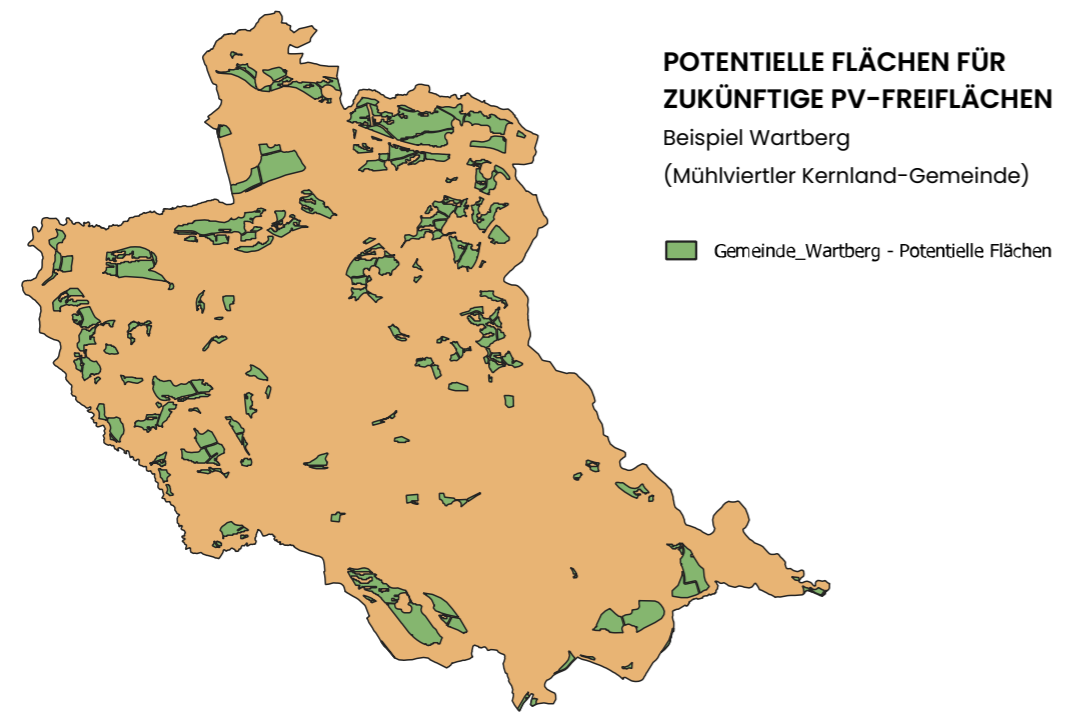 POTENTIELLE FLÄCHEN FÜR
ZUKÜNFTIGE PV-FREIFLÄCHEN
Beispiel Wartberg
(Mühlviertler Kernland-Gemeinde)
Gemeinde_Wartberg - Potentielle Flächen